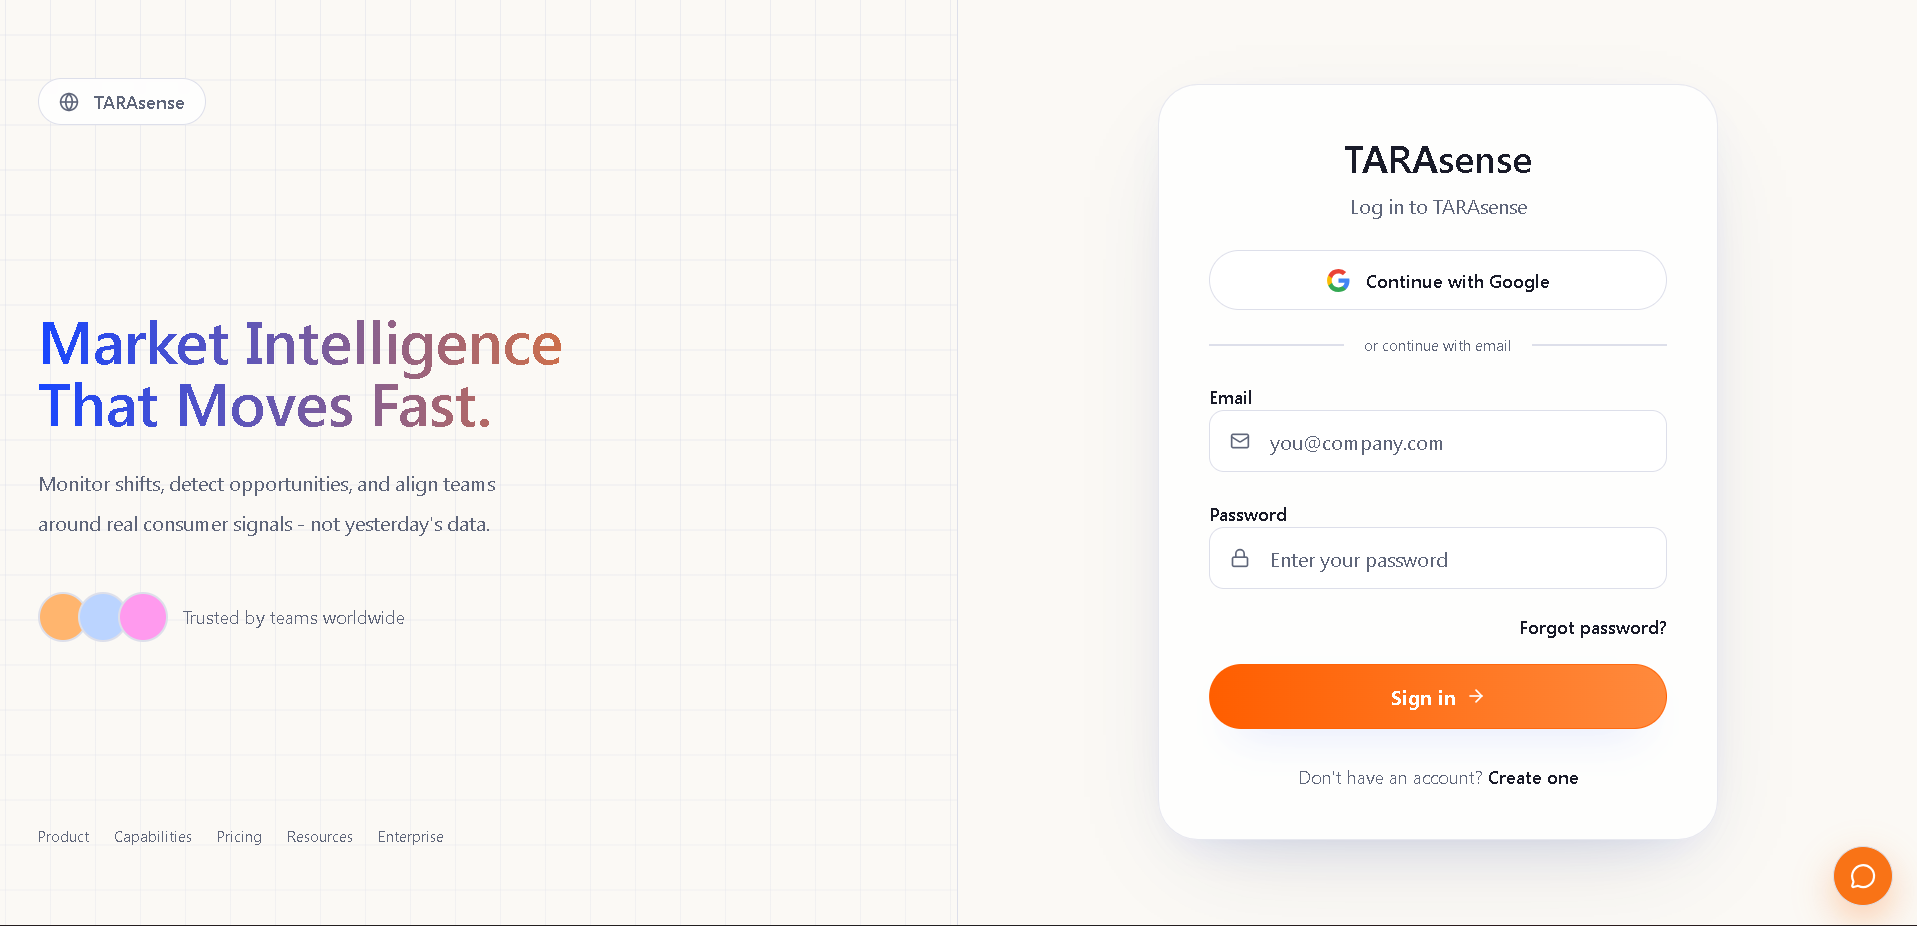 TARAsense
Market Intelligence
That Moves Fast.
Monitor shifts, detect opportunities, and align teams
around real consumer signals - not yesterday's data.
Trusted by teams worldwide
Product Capabilities Pricing Resources Enterprise
TARAsense
Log in to TARAsense
Continue with Google
or continue with email
Email
you@company.com
Password
Enter your password
Forgot password?
Sign in →
Don't have an account? Create one